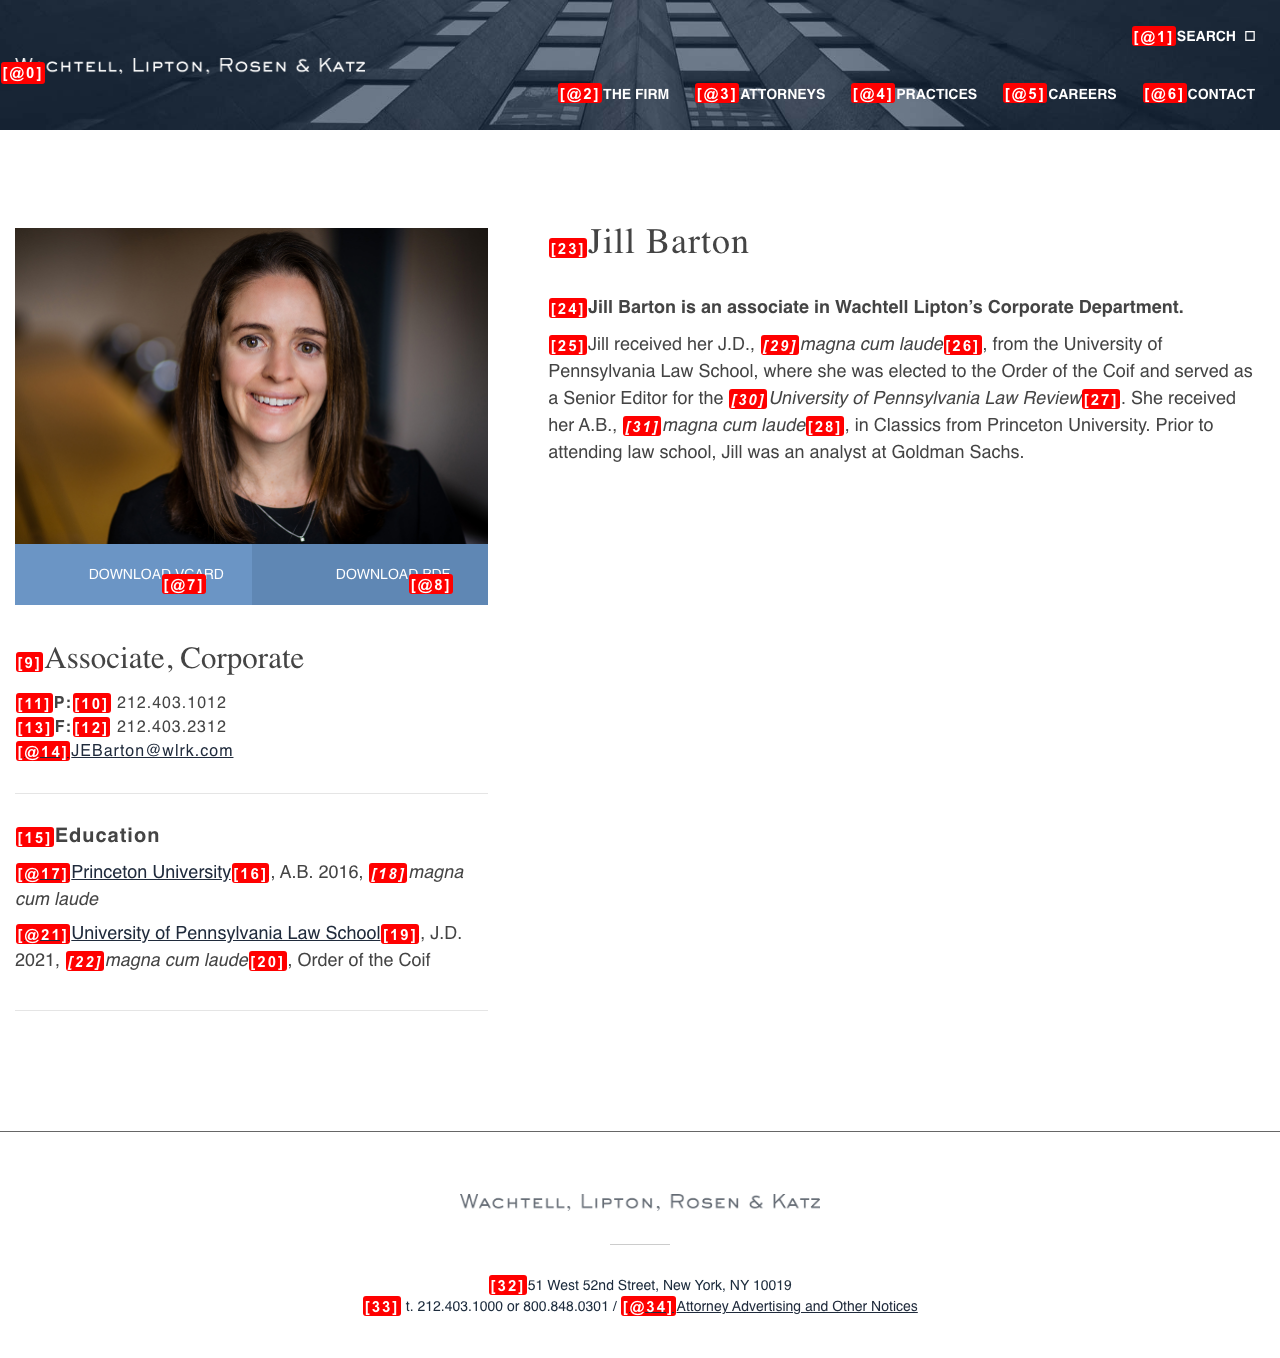 [@1] SEARCH
[@0] Wachtell, Lipton, Rosen & Katz
[@2] THE FIRM [@3] ATTORNEYS [@4] PRACTICES [@5] CAREERS [@6] CONTACT
[23] Jill Barton
[24] Jill Barton is an associate in Wachtell Lipton’s Corporate Department.
[25] Jill received her J.D., [29] magna cum laude [26], from the University of
Pennsylvania Law School, where she was elected to the Order of the Coif and served as
a Senior Editor for the [30] University of Pennsylvania Law Review [27]. She received
her A.B., [31] magna cum laude [28], in Classics from Princeton University. Prior to
attending law school, Jill was an analyst at Goldman Sachs.
DOWNLOAD VCARD [@7] DOWNLOAD PDF [@8]
[9] Associate, Corporate
[11] P: [10] 212.403.1012
[13] F: [12] 212.403.2312
[@14] JEBarton@wlrk.com
[15] Education
[@17] Princeton University [16], A.B. 2016, [18] magna
cum laude
[@21] University of Pennsylvania Law School [19], J.D.
2021, [22] magna cum laude [20], Order of the Coif
Wachtell, Lipton, Rosen & Katz
[32] 51 West 52nd Street, New York, NY 10019
[33] t. 212.403.1000 or 800.848.0301 / [@34] Attorney Advertising and Other Notices